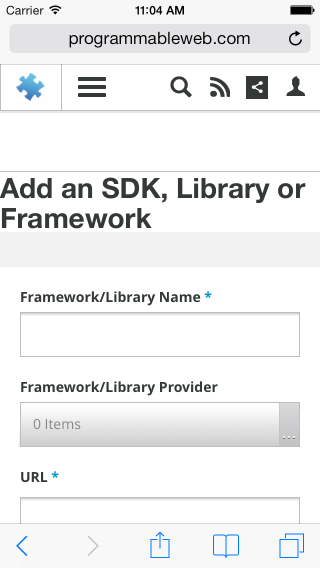 Carrier 11:04 AM
programmableweb.com
Add an SDK, Library or
Framework
Framework/Library Name *
Framework/Library Provider
0 Items
...
URL *